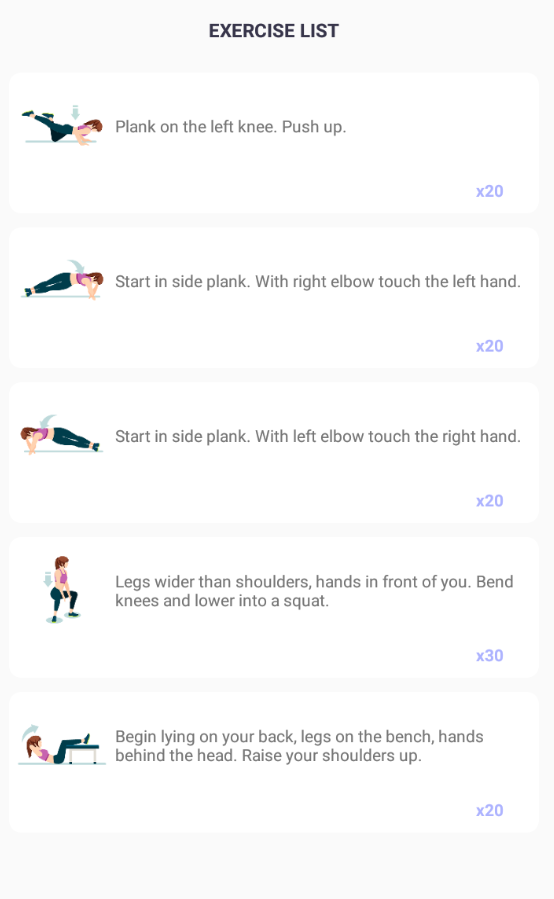 EXERCISE LIST
Plank on the left knee. Push up.
x20
Start in side plank. With right elbow touch the left hand.
x20
Start in side plank. With left elbow touch the right hand.
x20
Legs wider than shoulders, hands in front of you. Bend
knees and lower into a squat.
x30
Begin lying on your back, legs on the bench, hands
behind the head. Raise your shoulders up.
x20